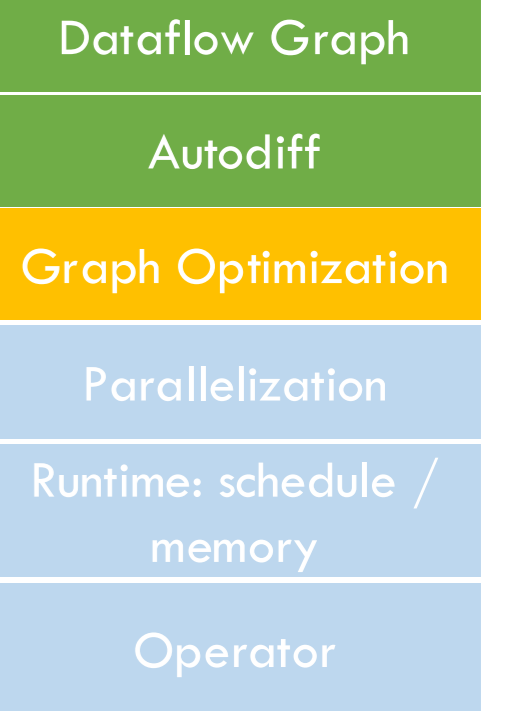 Dataflow Graph
Autodiff
Graph Optimization
Parallelization
Runtime: schedule /
memory
Operator